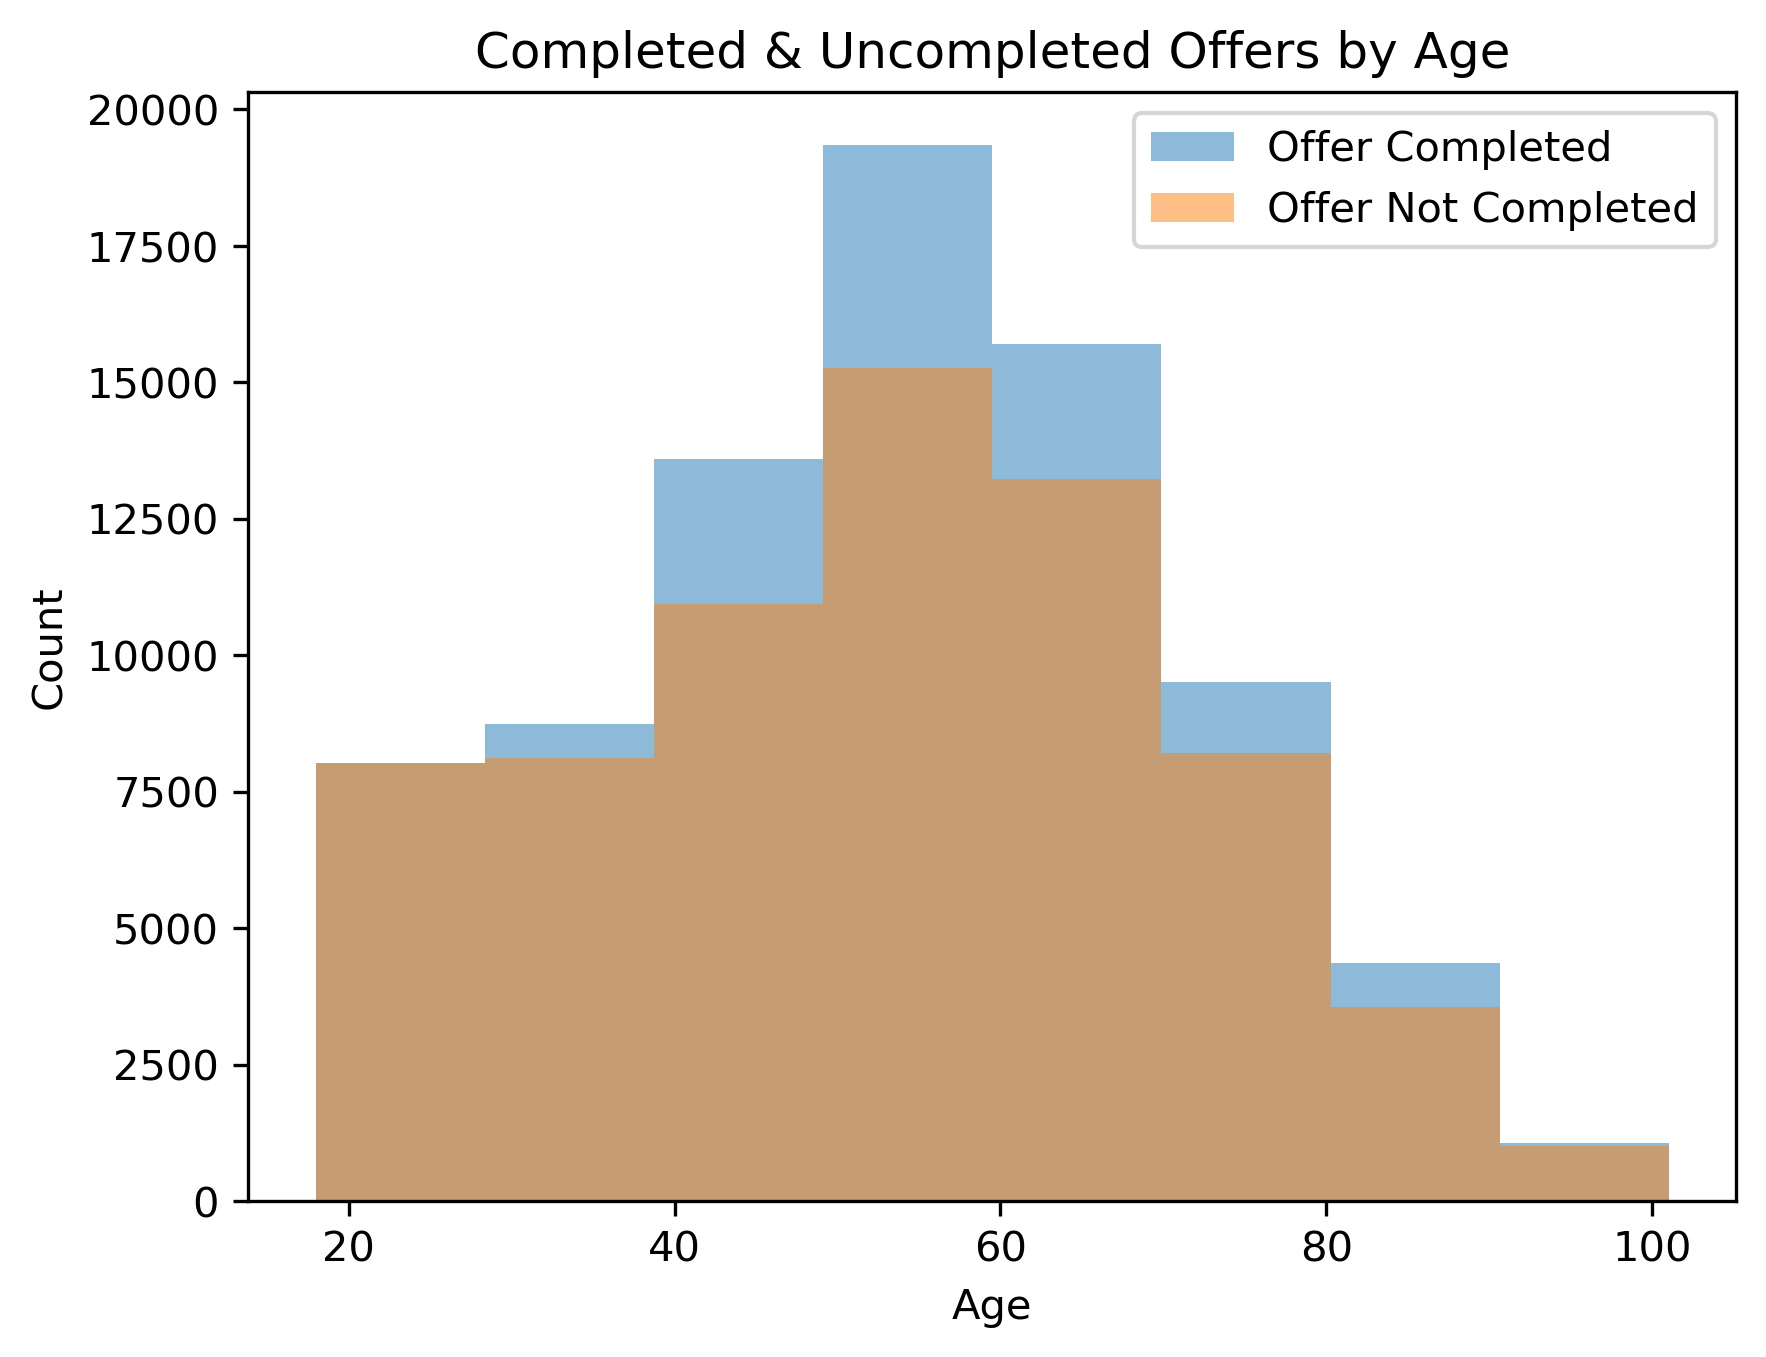 Completed & Uncompleted Offers by Age
Offer Completed
Offer Not Completed
20000
17500
15000
12500
10000
7500
5000
2500
0
Count
20 40 60 80 100
Age